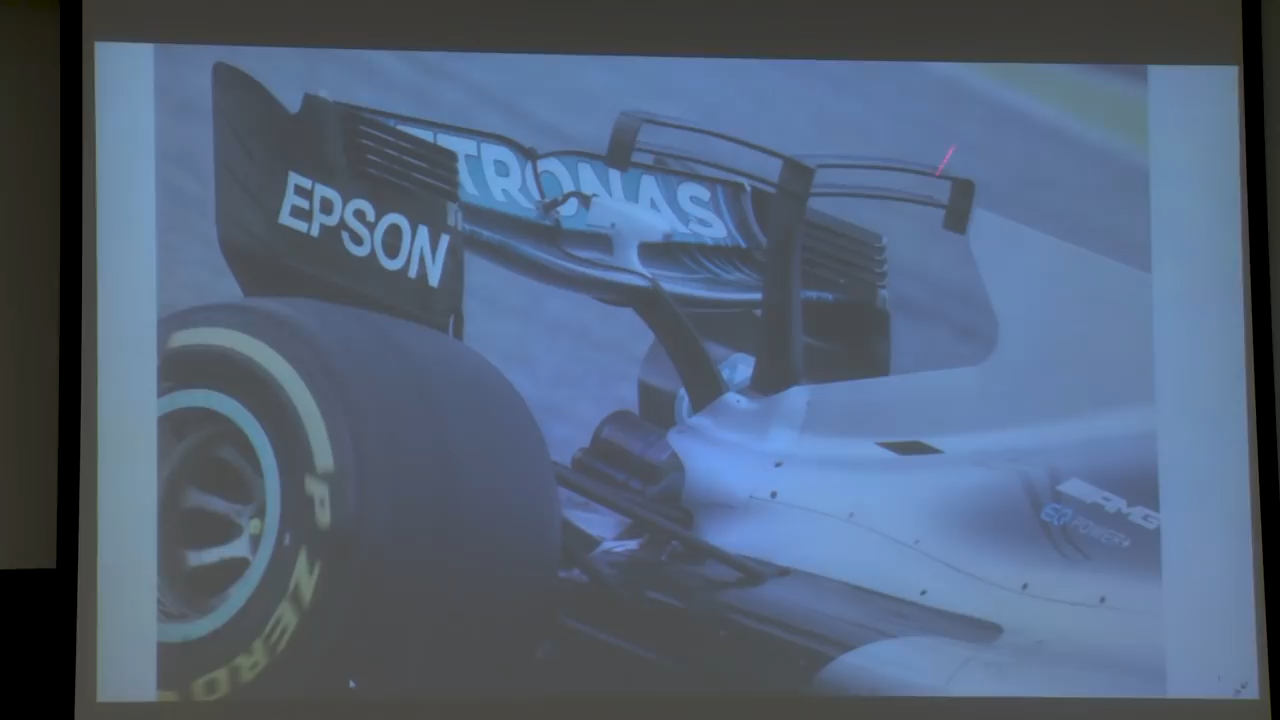 TRONAS
EPSON
AMG
EQ POWER+
P ZERO